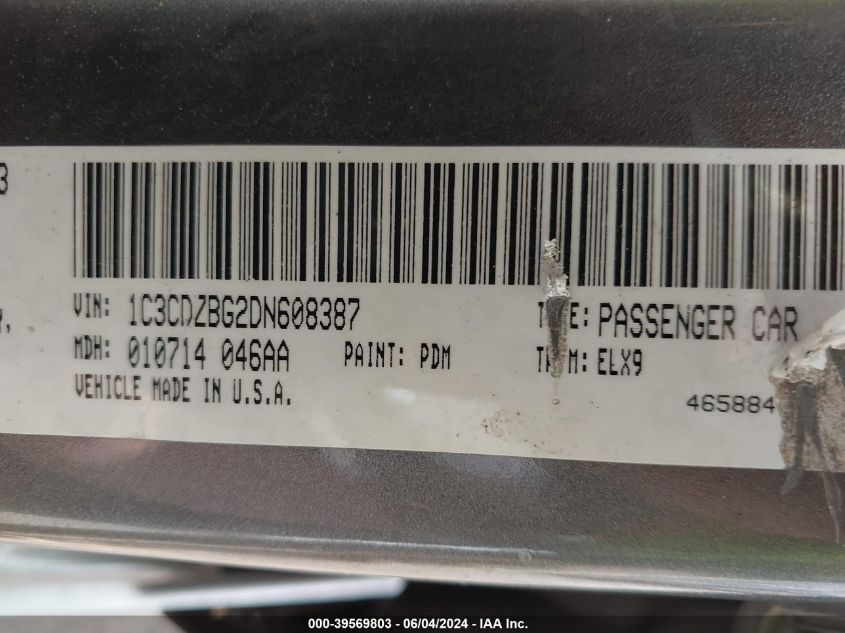 3
VIN: 1C3CDZBG2DN608387 PASSENGER CAR
MDH: 010714 046AA PAINT: PDM ELX9
VEHICLE MADE IN U.S.A.
465884
000-39569803 - 06/04/2024 - IAA Inc.